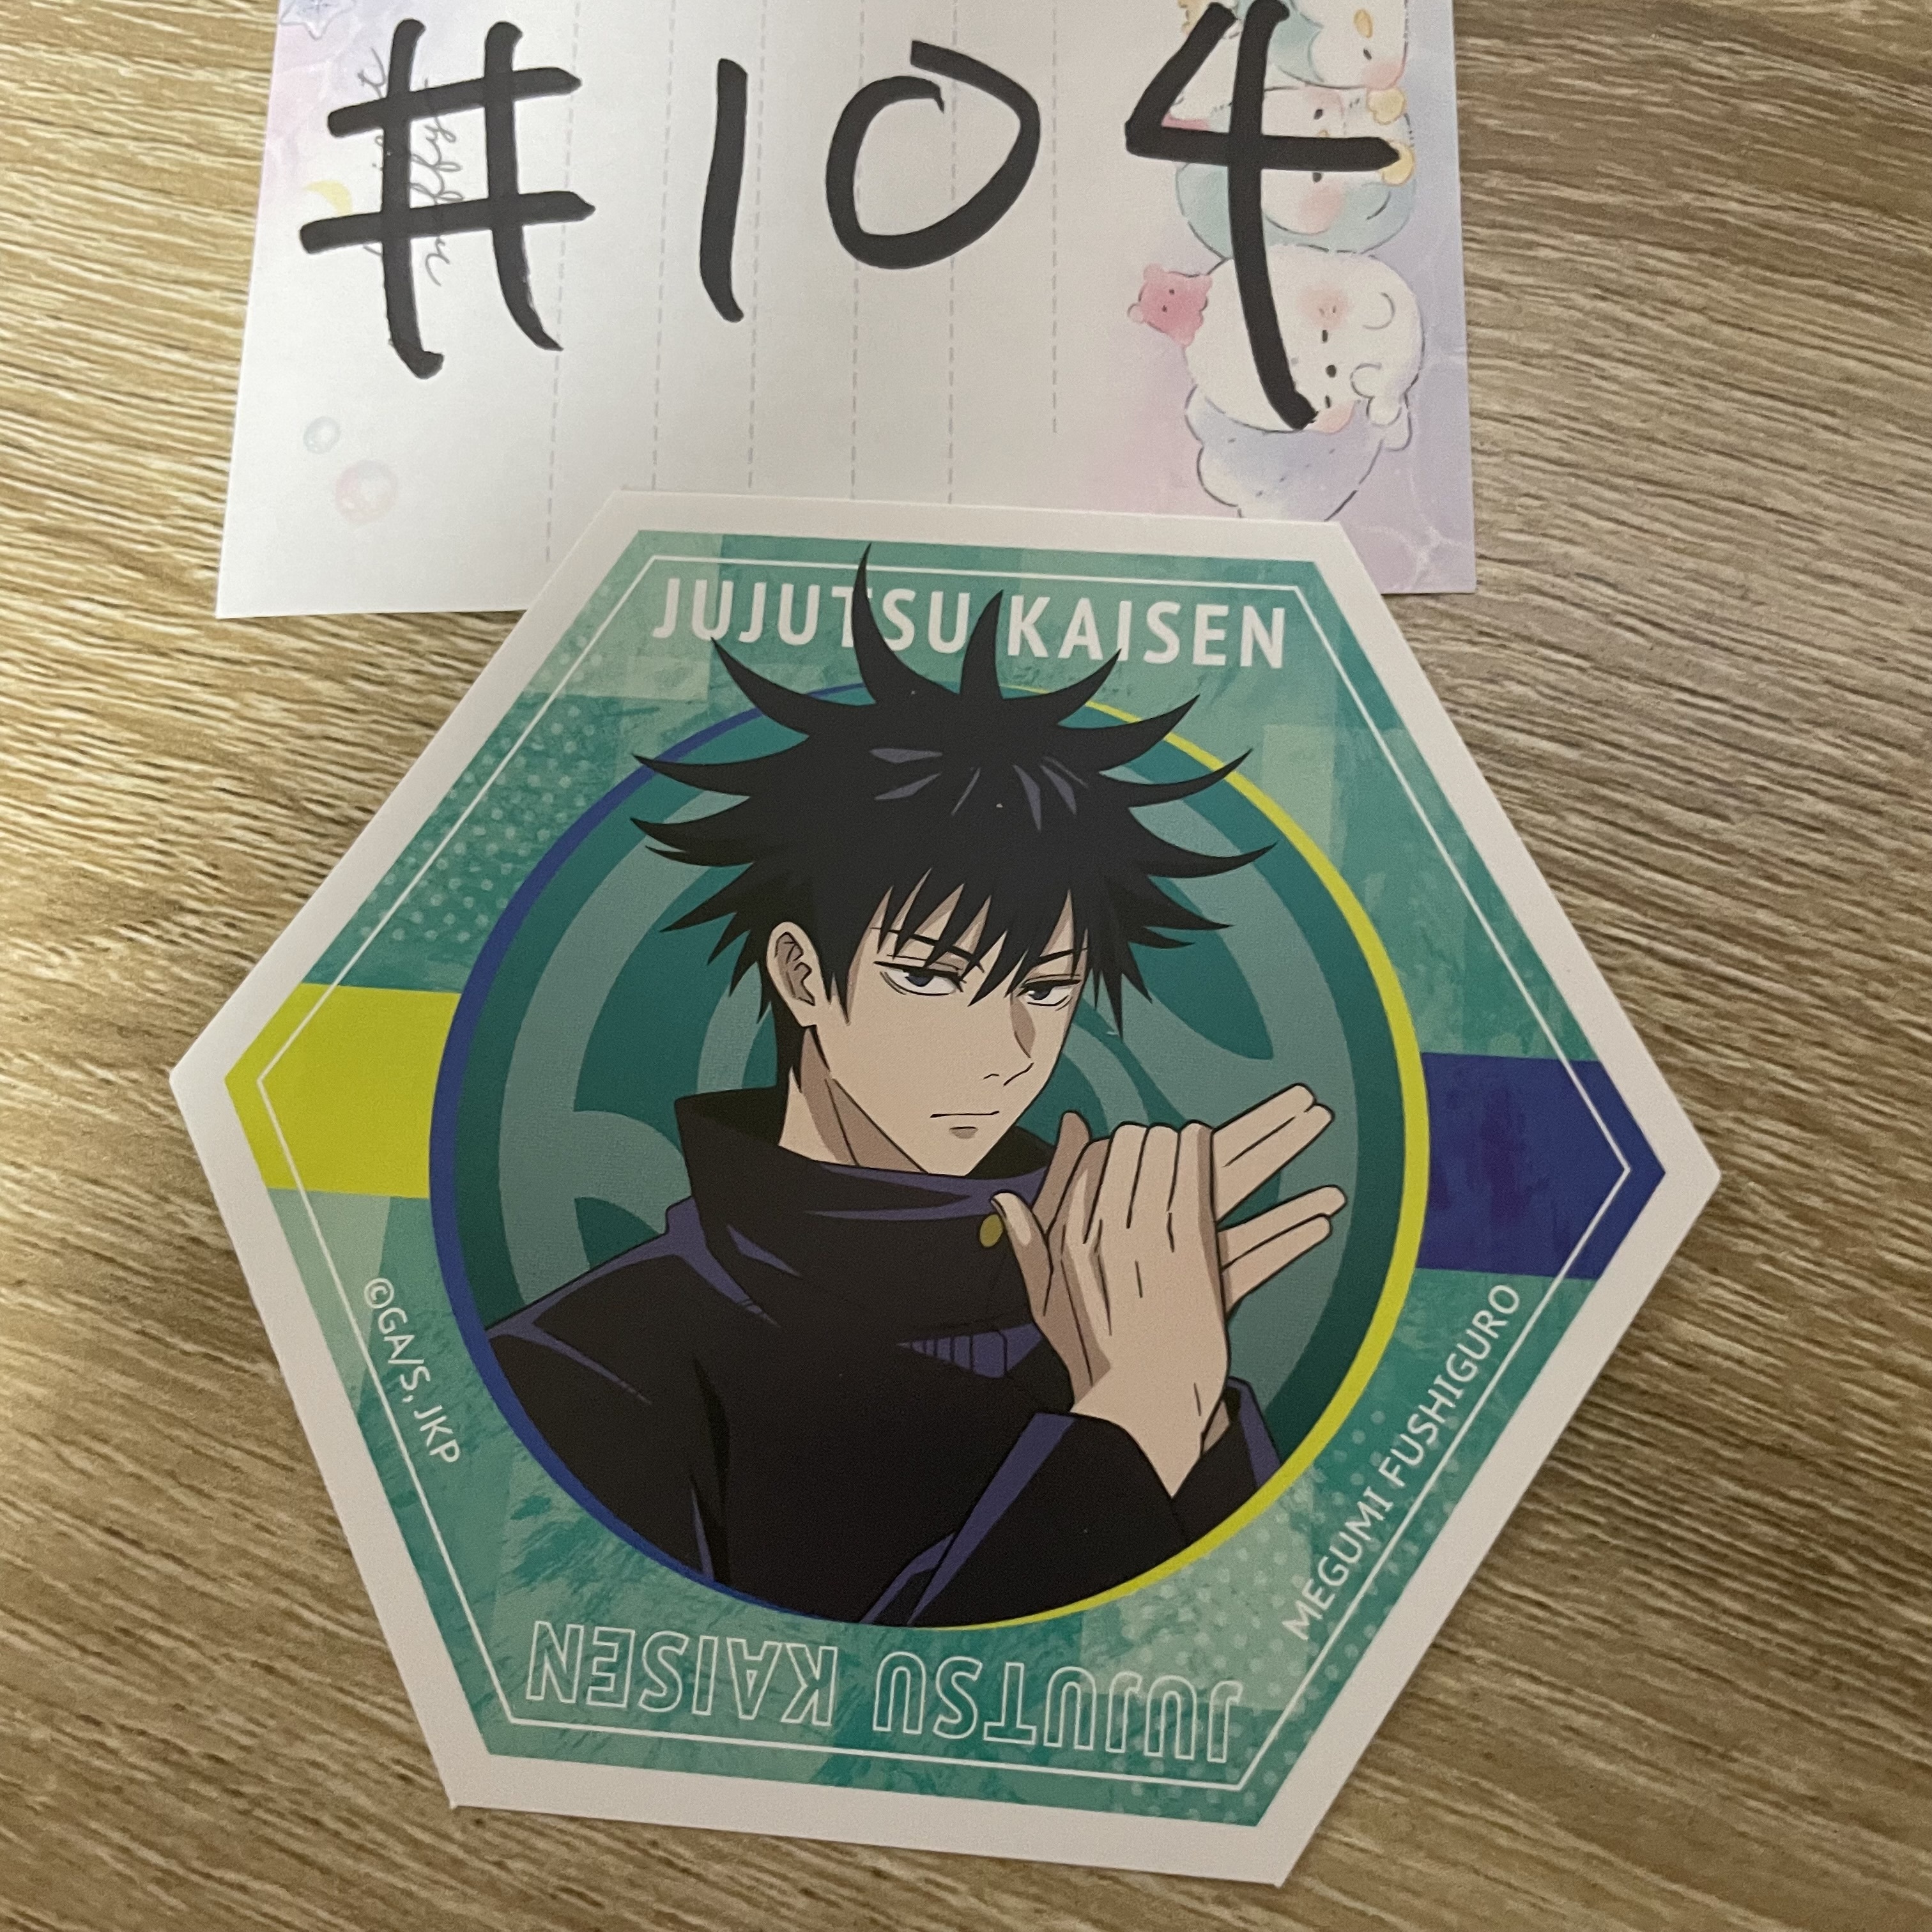 #104
JUJUTSU KAISEN
©GA/S, JKP
MEGUMI FUSHIGURO
JUJUTSU KAISEN